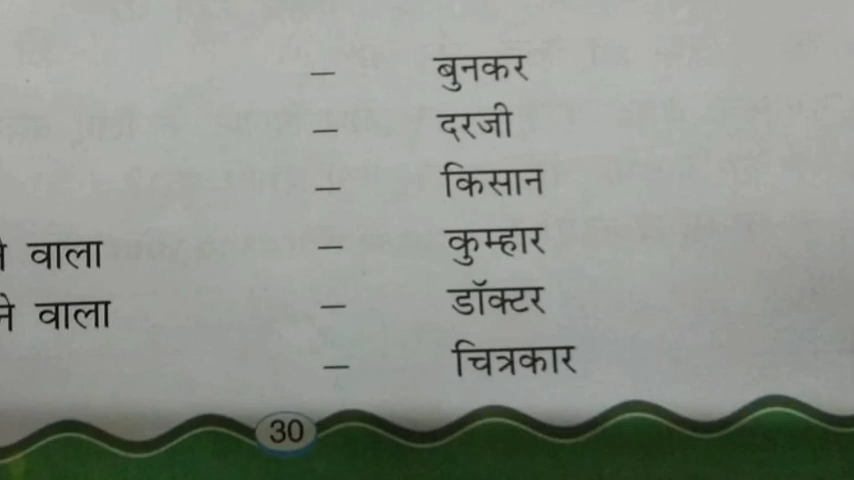 – बुनकर
– दरजी
– किसान
वाला – कुम्हार
वाला – डॉक्टर
– चित्रकार
30